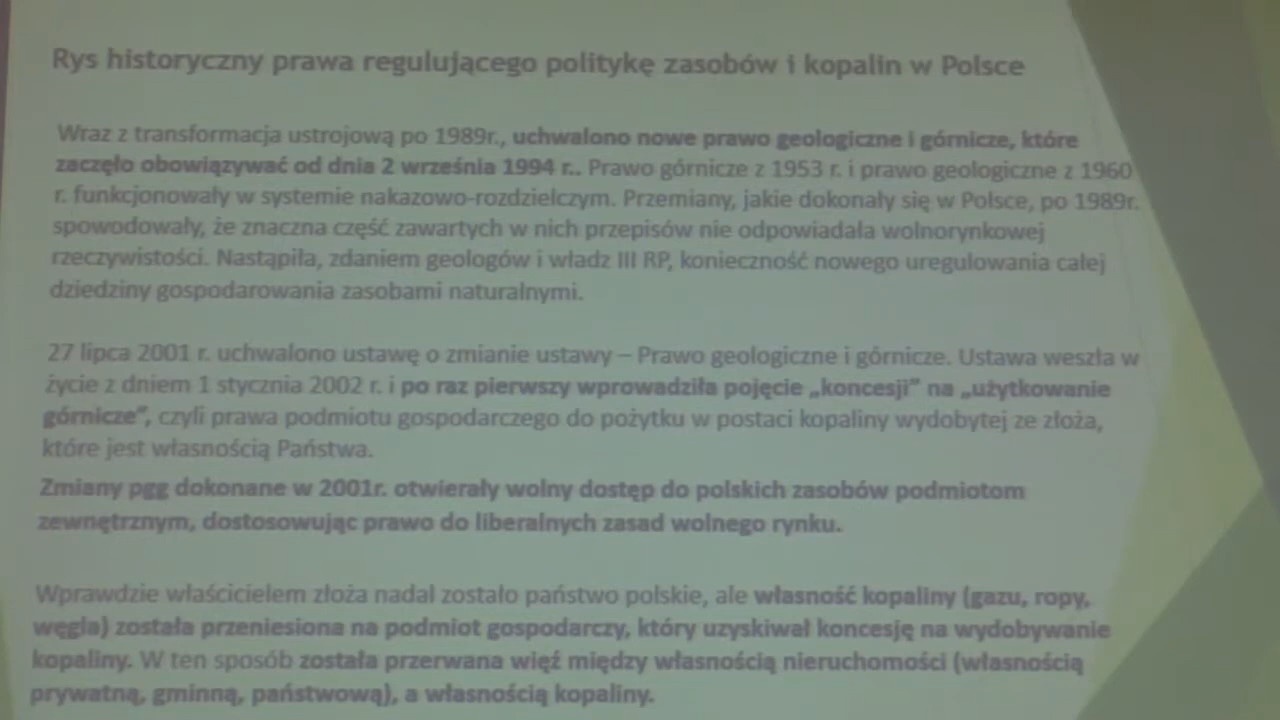 Rys historyczny prawa regulującego politykę zasobów i kopalin w Polsce
Wraz z transformacja ustrojową po 1989r., uchwalono nowe prawo geologiczne i górnicze, które
zaczęło obowiązywać od dnia 2 września 1994 r.. Prawo górnicze z 1953 r. i prawo geologiczne z 1960
r. funkcjonowały w systemie nakazowo-rozdzielczym. Przemiany, jakie dokonały się w Polsce, po 1989r.
spowodowały, że znaczna część zawartych w nich przepisów nie odpowiadała wolnorynkowej
rzeczywistości. Nastąpiła, zdaniem geologów i władz III RP, konieczność nowego uregulowania całej
dziedziny gospodarowania zasobami naturalnymi.
27 lipca 2001 r. uchwalono ustawę o zmianie ustawy – Prawo geologiczne i górnicze. Ustawa weszła w
życie z dniem 1 stycznia 2002 r. i po raz pierwszy wprowadziła pojęcie „koncesji” na „użytkowanie
górnicze”, czyli prawa podmiotu gospodarczego do pożytku w postaci kopaliny wydobytej ze złoża,
które jest własnością Państwa.
Zmiany pgg dokonane w 2001r. otwierały wolny dostęp do polskich zasobów podmiotom
zewnętrznym, dostosowując prawo do liberalnych zasad wolnego rynku.
Wprawdzie właścicielem złoża nadal zostało państwo polskie, ale własność kopaliny (gazu, ropy,
węgla) została przeniesiona na podmiot gospodarczy, który uzyskiwał koncesję na wydobywanie
kopaliny. W ten sposób została przerwana więź między własnością nieruchomości (własnością
prywatną, gminną, państwową), a własnością kopaliny.